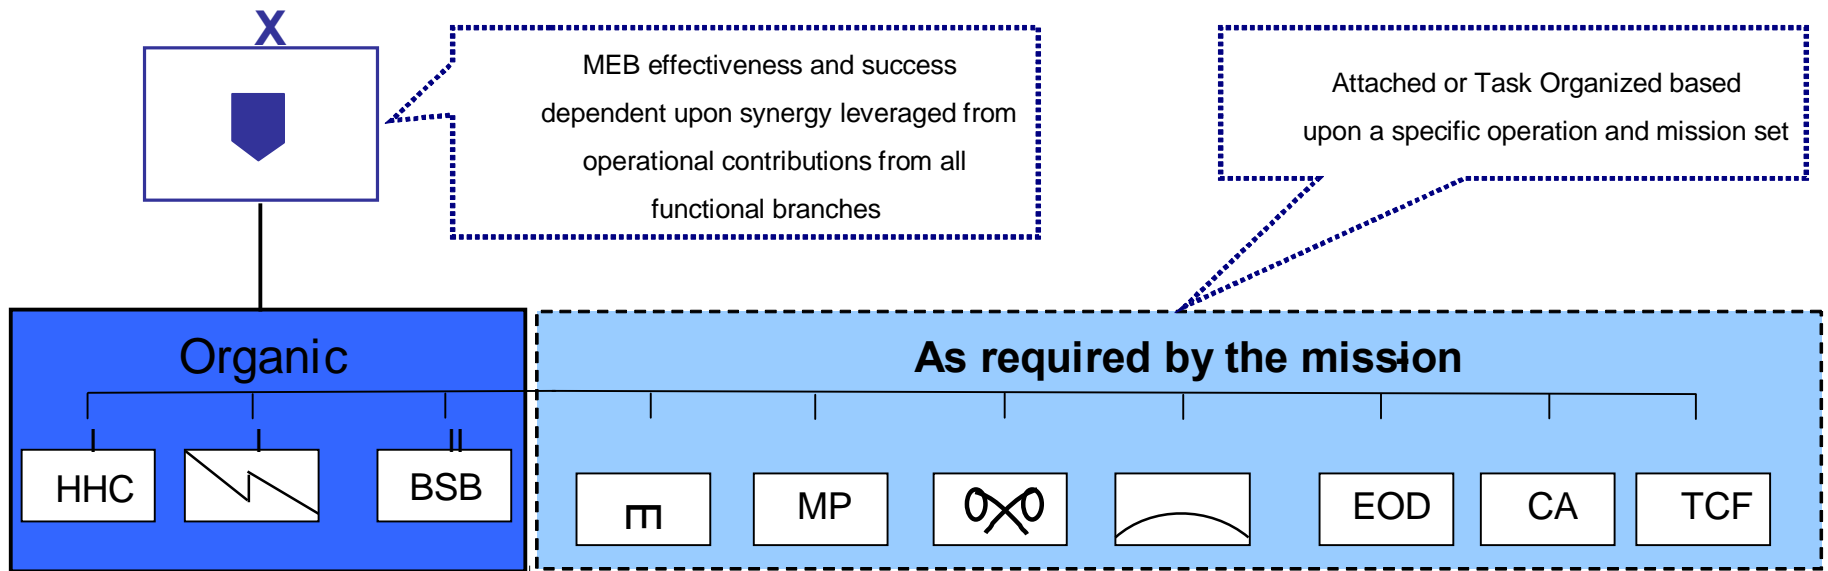 X
MEB effectiveness and success
dependent upon synergy leveraged from
operational contributions from all
functional branches
Attached or Task Organized based
upon a specific operation and mission set
Organic
As required by the mission
I
I
II
HHC
BSB
MP
EOD
CA
TCF